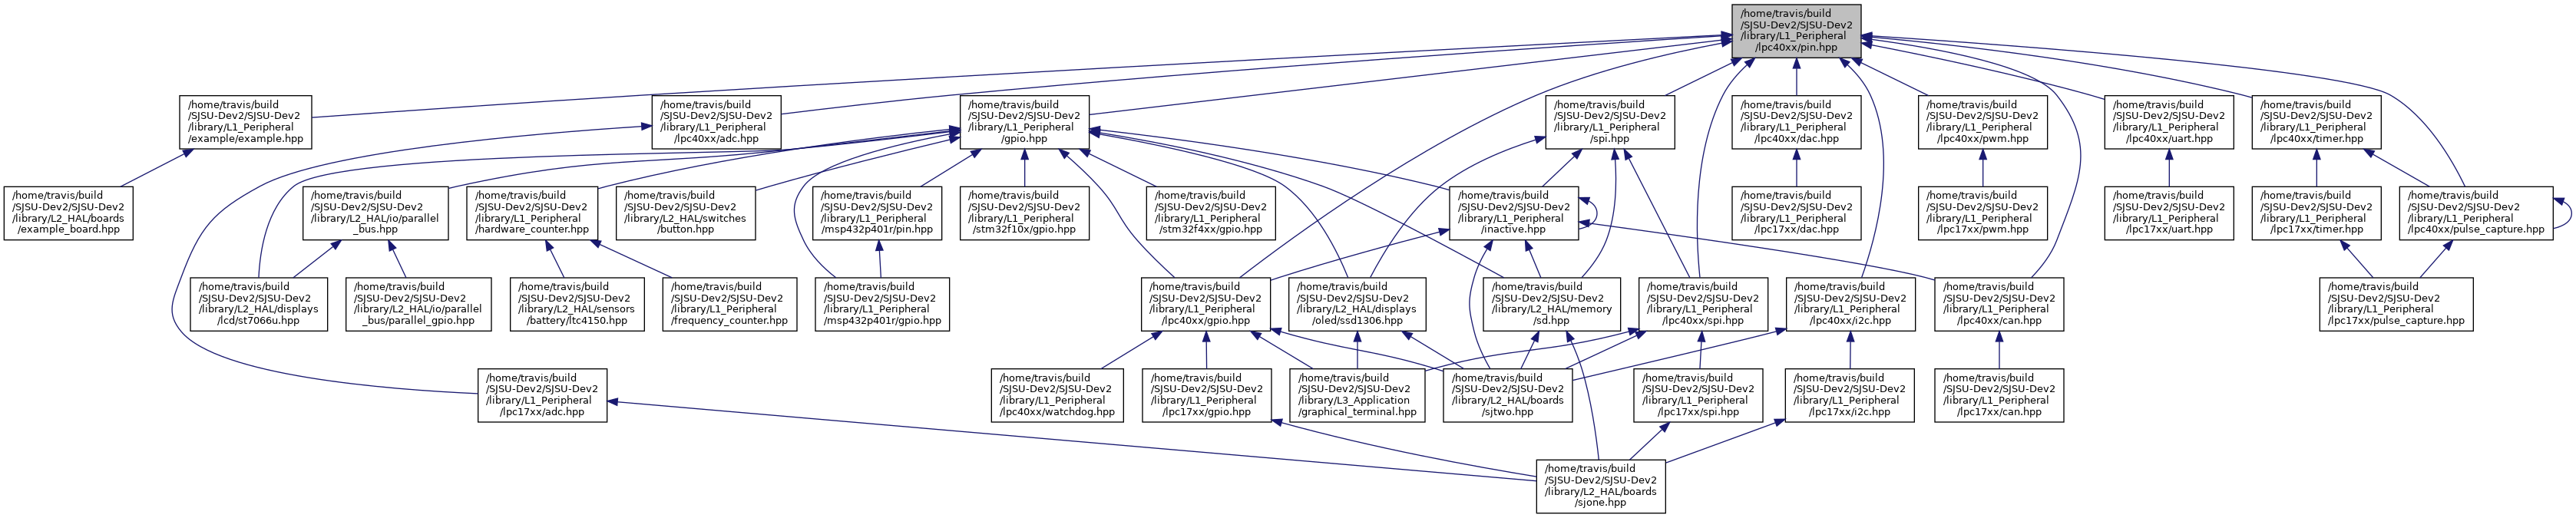 /home/travis/build
/SJSU-Dev2/SJSU-Dev2
/library/L1_Peripheral
/lpc40xx/pin.hpp
/home/travis/build
/SJSU-Dev2/SJSU-Dev2
/library/L1_Peripheral
/example/example.hpp
/home/travis/build
/SJSU-Dev2/SJSU-Dev2
/library/L1_Peripheral
/lpc40xx/adc.hpp
/home/travis/build
/SJSU-Dev2/SJSU-Dev2
/library/L1_Peripheral
/gpio.hpp
/home/travis/build
/SJSU-Dev2/SJSU-Dev2
/library/L1_Peripheral
/spi.hpp
/home/travis/build
/SJSU-Dev2/SJSU-Dev2
/library/L1_Peripheral
/lpc40xx/dac.hpp
/home/travis/build
/SJSU-Dev2/SJSU-Dev2
/library/L1_Peripheral
/lpc40xx/pwm.hpp
/home/travis/build
/SJSU-Dev2/SJSU-Dev2
/library/L1_Peripheral
/lpc40xx/uart.hpp
/home/travis/build
/SJSU-Dev2/SJSU-Dev2
/library/L1_Peripheral
/lpc40xx/timer.hpp
/home/travis/build
/SJSU-Dev2/SJSU-Dev2
/library/L2_HAL/boards
/example_board.hpp
/home/travis/build
/SJSU-Dev2/SJSU-Dev2
/library/L2_HAL/io/parallel
_bus.hpp
/home/travis/build
/SJSU-Dev2/SJSU-Dev2
/library/L1_Peripheral
/hardware_counter.hpp
/home/travis/build
/SJSU-Dev2/SJSU-Dev2
/library/L2_HAL/switches
/button.hpp
/home/travis/build
/SJSU-Dev2/SJSU-Dev2
/library/L1_Peripheral
/msp432p401r/pin.hpp
/home/travis/build
/SJSU-Dev2/SJSU-Dev2
/library/L1_Peripheral
/stm32f10x/gpio.hpp
/home/travis/build
/SJSU-Dev2/SJSU-Dev2
/library/L1_Peripheral
/stm32f4xx/gpio.hpp
/home/travis/build
/SJSU-Dev2/SJSU-Dev2
/library/L1_Peripheral
/inactive.hpp
/home/travis/build
/SJSU-Dev2/SJSU-Dev2
/library/L1_Peripheral
/lpc17xx/dac.hpp
/home/travis/build
/SJSU-Dev2/SJSU-Dev2
/library/L1_Peripheral
/lpc17xx/pwm.hpp
/home/travis/build
/SJSU-Dev2/SJSU-Dev2
/library/L1_Peripheral
/lpc17xx/uart.hpp
/home/travis/build
/SJSU-Dev2/SJSU-Dev2
/library/L1_Peripheral
/lpc17xx/timer.hpp
/home/travis/build
/SJSU-Dev2/SJSU-Dev2
/library/L1_Peripheral
/lpc40xx/pulse_capture.hpp
/home/travis/build
/SJSU-Dev2/SJSU-Dev2
/library/L2_HAL/displays
/lcd/st7066u.hpp
/home/travis/build
/SJSU-Dev2/SJSU-Dev2
/library/L2_HAL/io/parallel
_bus/parallel_gpio.hpp
/home/travis/build
/SJSU-Dev2/SJSU-Dev2
/library/L2_HAL/sensors
/battery/ltc4150.hpp
/home/travis/build
/SJSU-Dev2/SJSU-Dev2
/library/L1_Peripheral
/frequency_counter.hpp
/home/travis/build
/SJSU-Dev2/SJSU-Dev2
/library/L1_Peripheral
/msp432p401r/gpio.hpp
/home/travis/build
/SJSU-Dev2/SJSU-Dev2
/library/L1_Peripheral
/lpc40xx/gpio.hpp
/home/travis/build
/SJSU-Dev2/SJSU-Dev2
/library/L2_HAL/displays
/oled/ssd1306.hpp
/home/travis/build
/SJSU-Dev2/SJSU-Dev2
/library/L2_HAL/memory
/sd.hpp
/home/travis/build
/SJSU-Dev2/SJSU-Dev2
/library/L1_Peripheral
/lpc40xx/spi.hpp
/home/travis/build
/SJSU-Dev2/SJSU-Dev2
/library/L1_Peripheral
/lpc40xx/i2c.hpp
/home/travis/build
/SJSU-Dev2/SJSU-Dev2
/library/L1_Peripheral
/lpc40xx/can.hpp
/home/travis/build
/SJSU-Dev2/SJSU-Dev2
/library/L1_Peripheral
/lpc17xx/pulse_capture.hpp
/home/travis/build
/SJSU-Dev2/SJSU-Dev2
/library/L1_Peripheral
/lpc17xx/adc.hpp
/home/travis/build
/SJSU-Dev2/SJSU-Dev2
/library/L1_Peripheral
/lpc40xx/watchdog.hpp
/home/travis/build
/SJSU-Dev2/SJSU-Dev2
/library/L1_Peripheral
/lpc17xx/gpio.hpp
/home/travis/build
/SJSU-Dev2/SJSU-Dev2
/library/L3_Application
/graphical_terminal.hpp
/home/travis/build
/SJSU-Dev2/SJSU-Dev2
/library/L2_HAL/boards
/sjtwo.hpp
/home/travis/build
/SJSU-Dev2/SJSU-Dev2
/library/L1_Peripheral
/lpc17xx/spi.hpp
/home/travis/build
/SJSU-Dev2/SJSU-Dev2
/library/L1_Peripheral
/lpc17xx/i2c.hpp
/home/travis/build
/SJSU-Dev2/SJSU-Dev2
/library/L1_Peripheral
/lpc17xx/can.hpp
/home/travis/build
/SJSU-Dev2/SJSU-Dev2
/library/L2_HAL/boards
/sjone.hpp